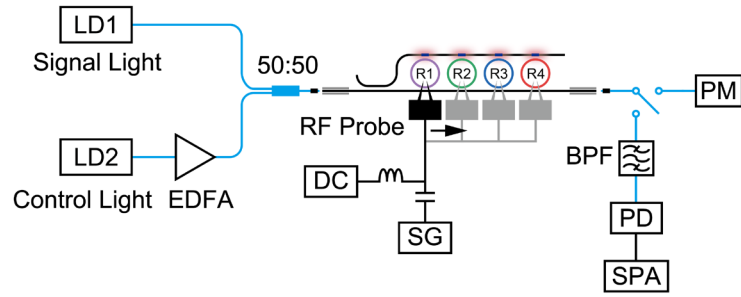 LD1
Signal Light
50:50
R1 R2 R3 R4
PM
RF Probe
LD2
Control Light
EDFA
BPF
DC
SG
PD
SPA